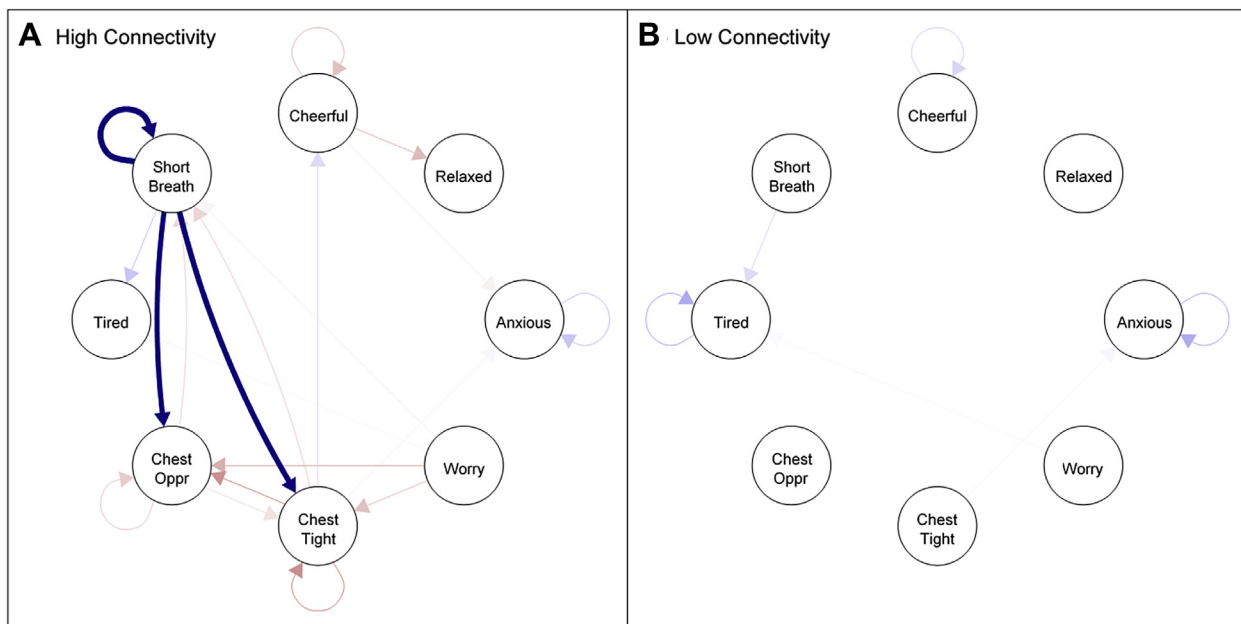 A High Connectivity
Cheerful
Short
Breath
Relaxed
Tired
Anxious
Chest
Oppr
Worry
Chest
Tight
B Low Connectivity
Cheerful
Short
Breath
Relaxed
Tired
Anxious
Chest
Oppr
Worry
Chest
Tight